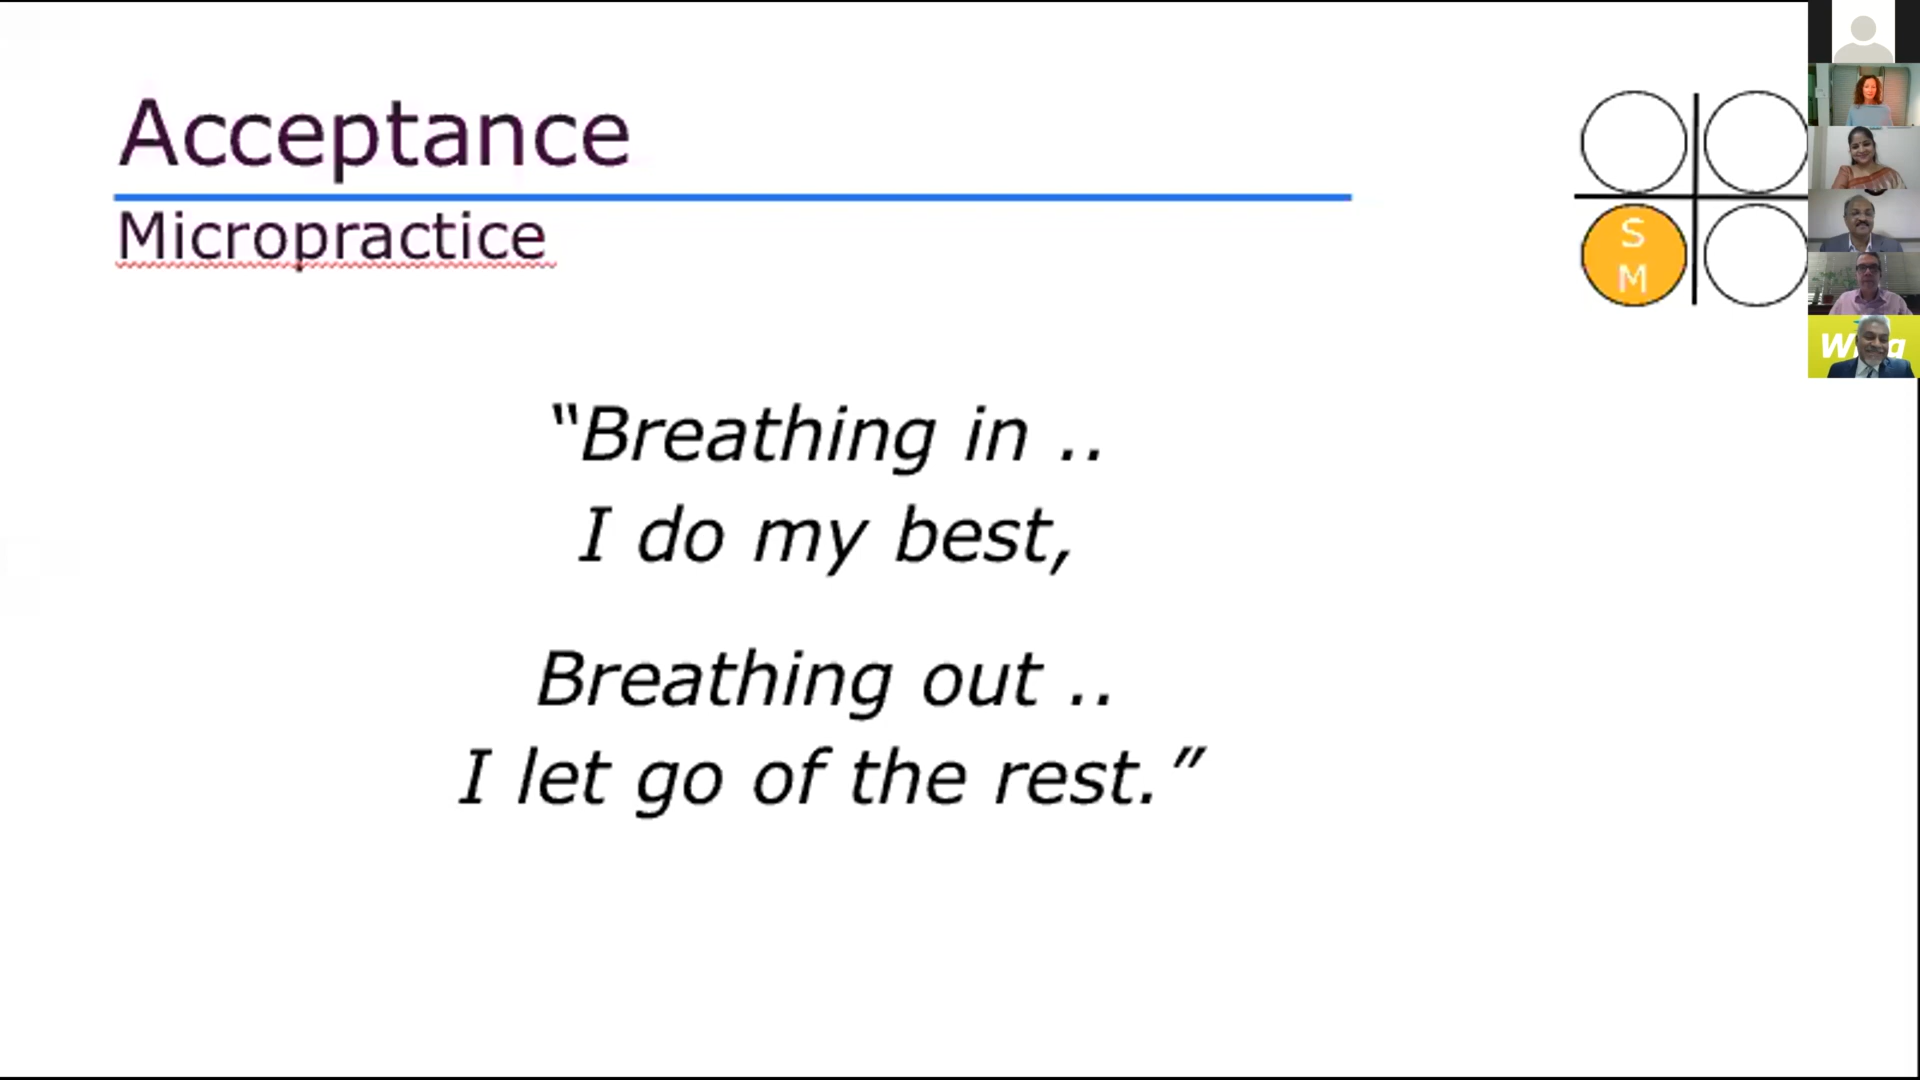 Acceptance
Micropractice
S
M
“Breathing in ..
I do my best,
Breathing out ..
I let go of the rest.”